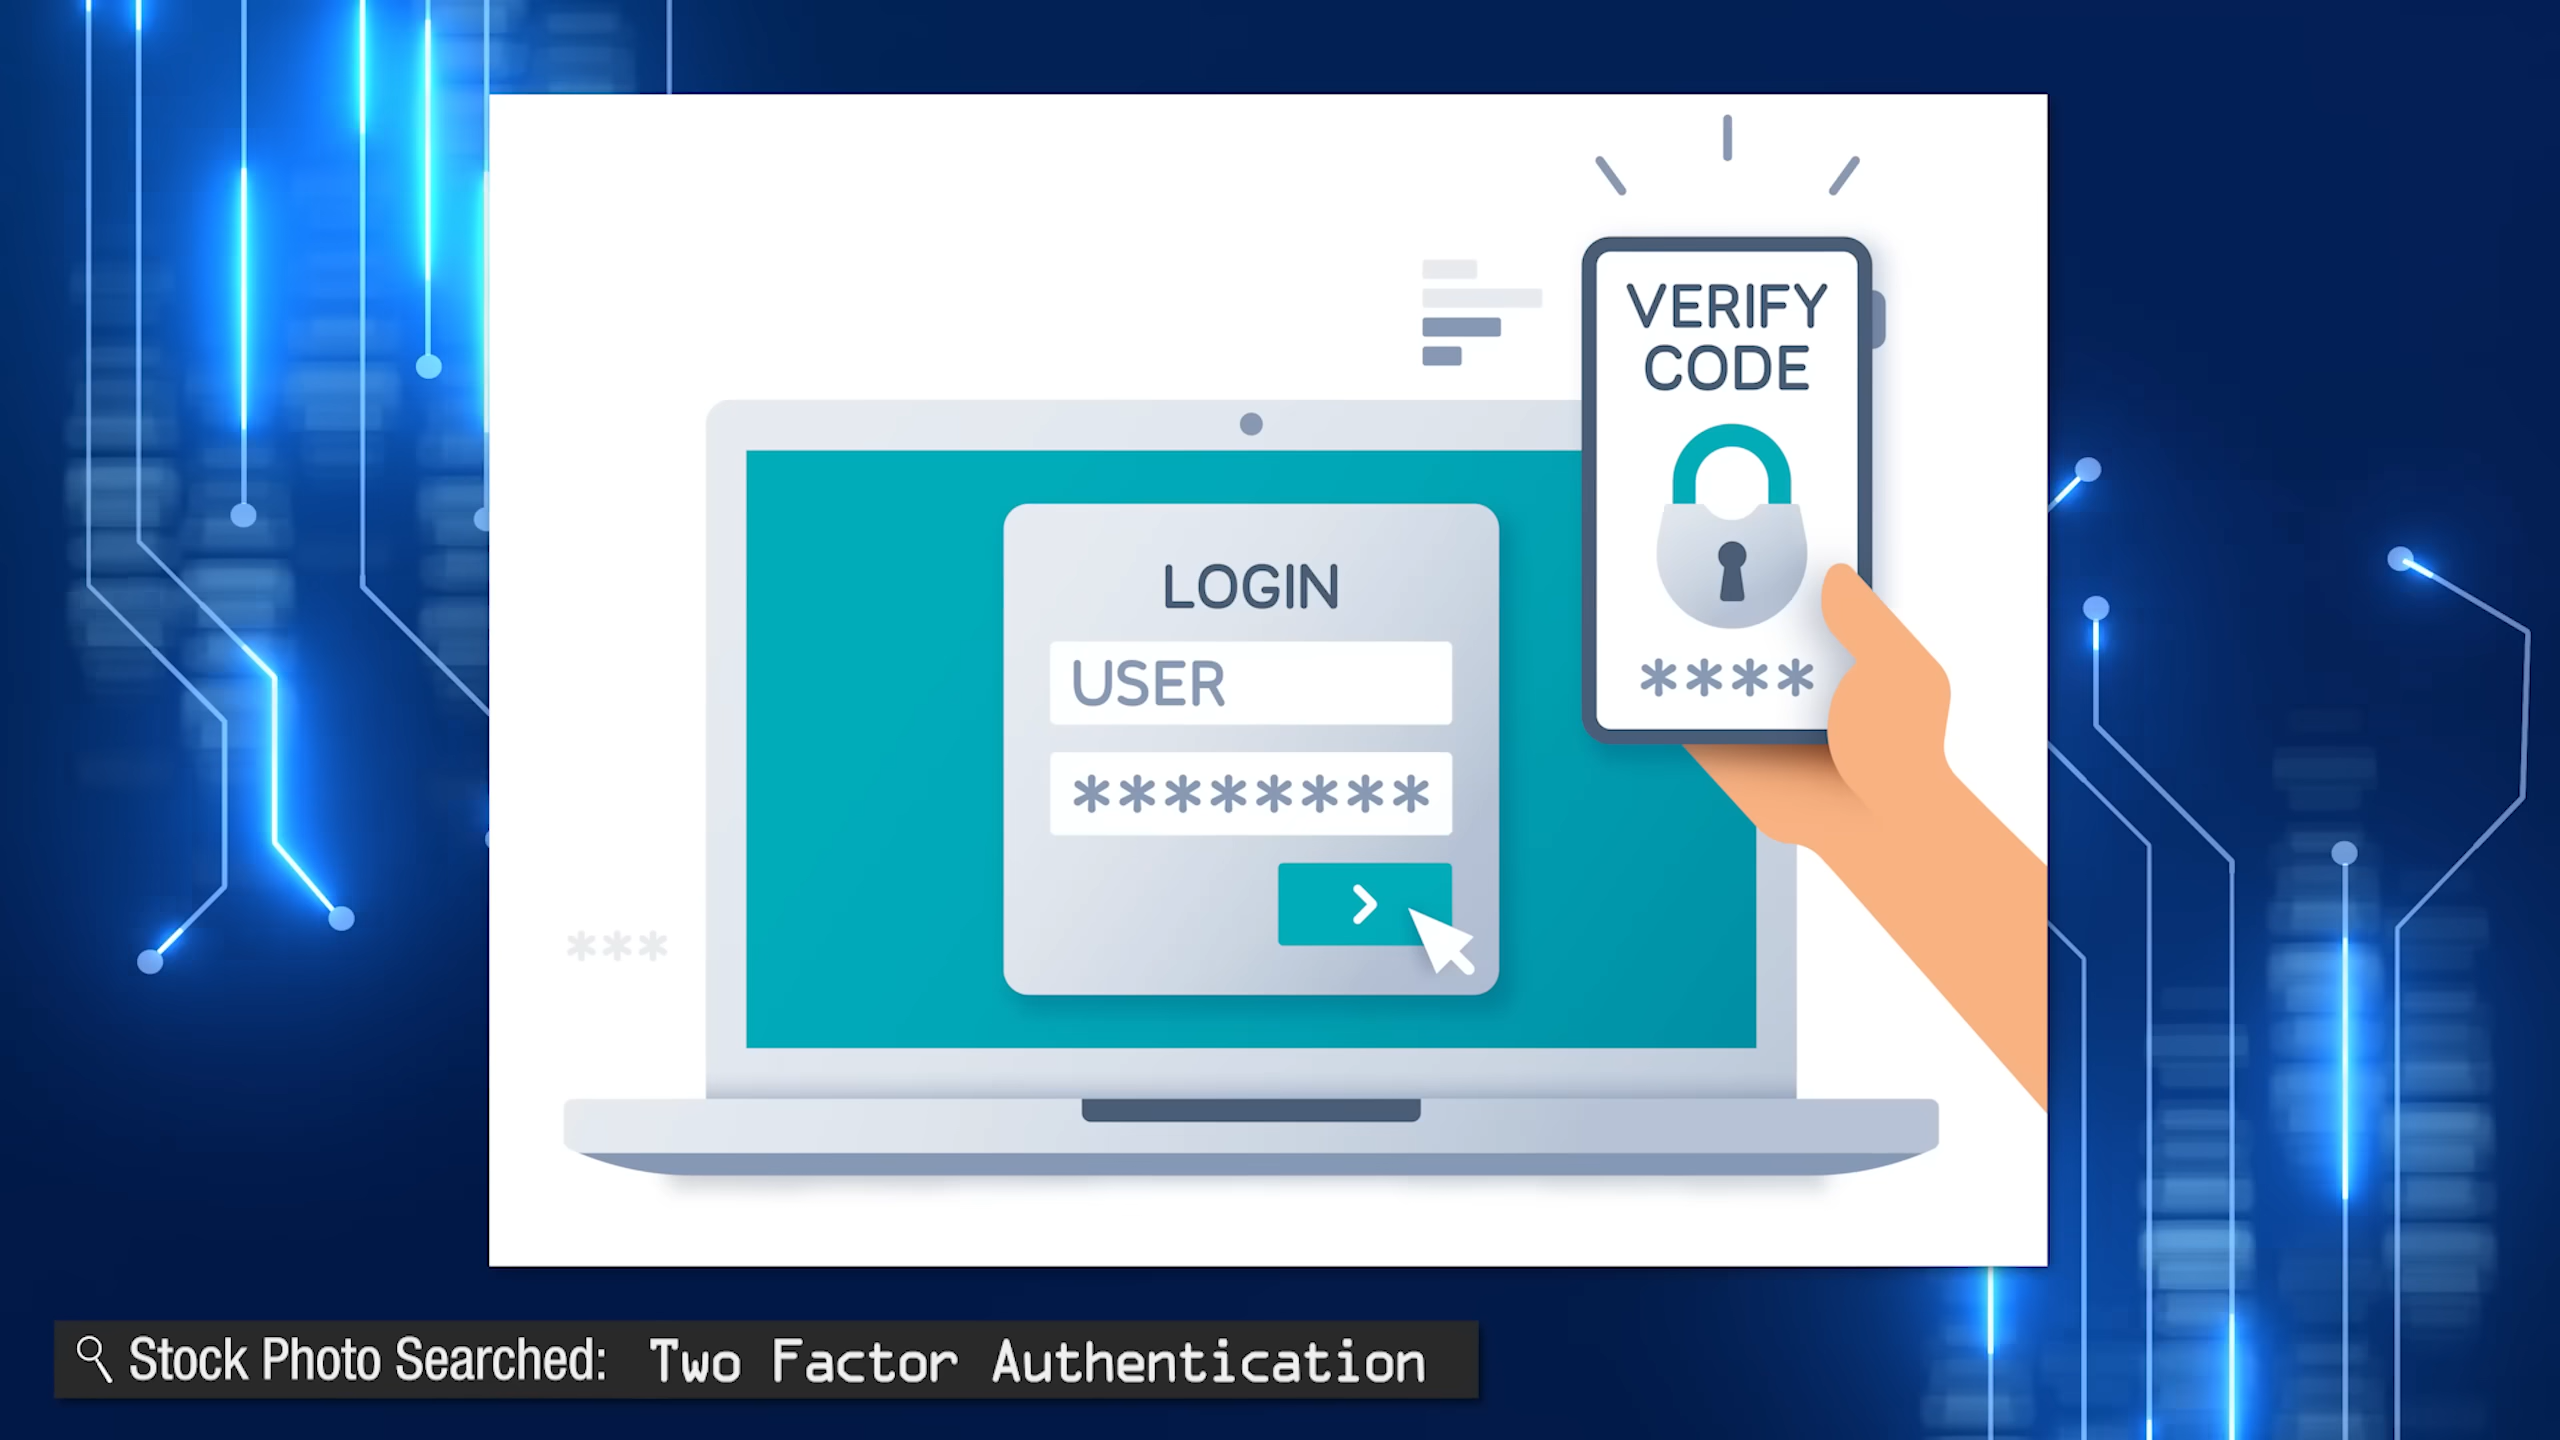 VERIFY
CODE
****
LOGIN
USER
********
***
Stock Photo Searched: Two Factor Authentication